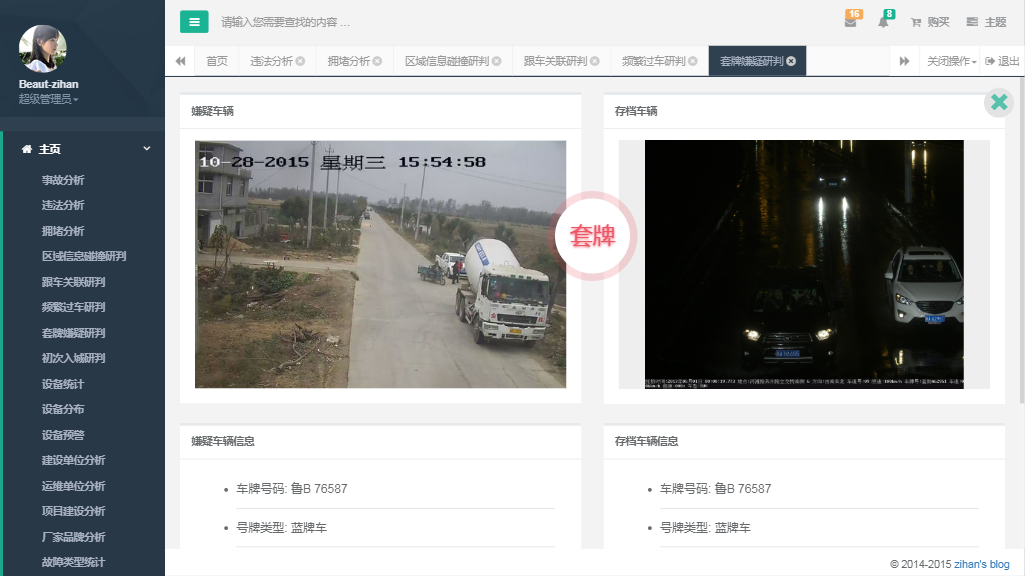 请输入您需要查找的内容 …
16
8
购买
主题
Beaut-zihan
超级管理员
首页
违法分析
拥堵分析
区域信息碰撞研判
跟车关联研判
频繁过车研判
套牌嫌疑研判
关闭操作
退出
主页
事故分析
违法分析
拥堵分析
区域信息碰撞研判
跟车关联研判
频繁过车研判
套牌嫌疑研判
初次入城研判
设备统计
设备分布
设备预警
建设单位分析
运维单位分析
项目建设分析
厂家品牌分析
故障类型统计
嫌疑车辆
10-28-2015 星期三 15:54:58
套牌
存档车辆
嫌疑车辆信息
车牌号码: 鲁B 76587
号牌类型: 蓝牌车
存档车辆信息
车牌号码: 鲁B 76587
号牌类型: 蓝牌车
© 2014-2015 zihan's blog